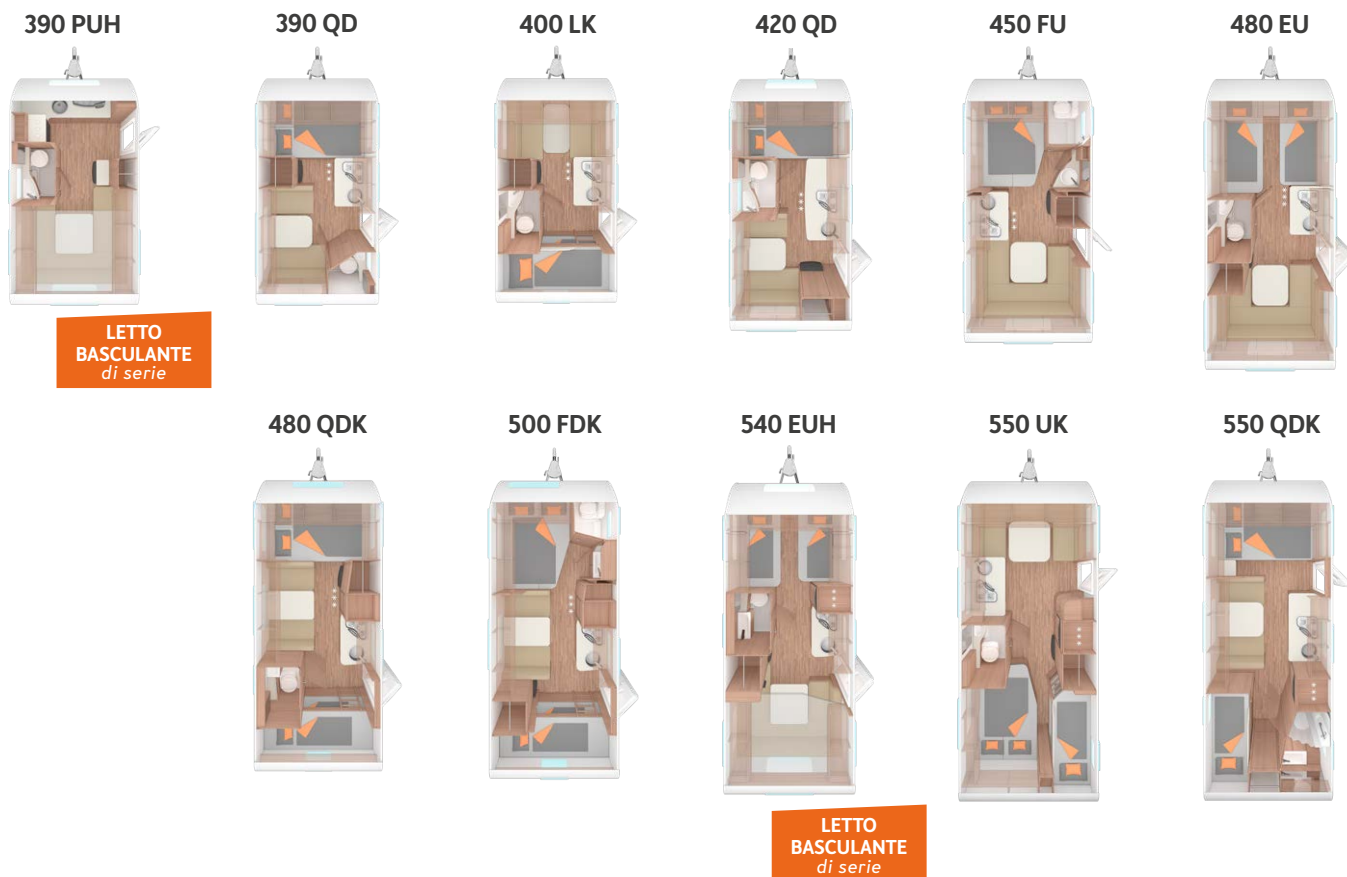 390 PUH
390 QD
400 LK
420 QD
450 FU
480 EU
LETTO
BASCULANTE
di serie
480 QDK
500 FDK
540 EUH
550 UK
550 QDK
LETTO
BASCULANTE
di serie